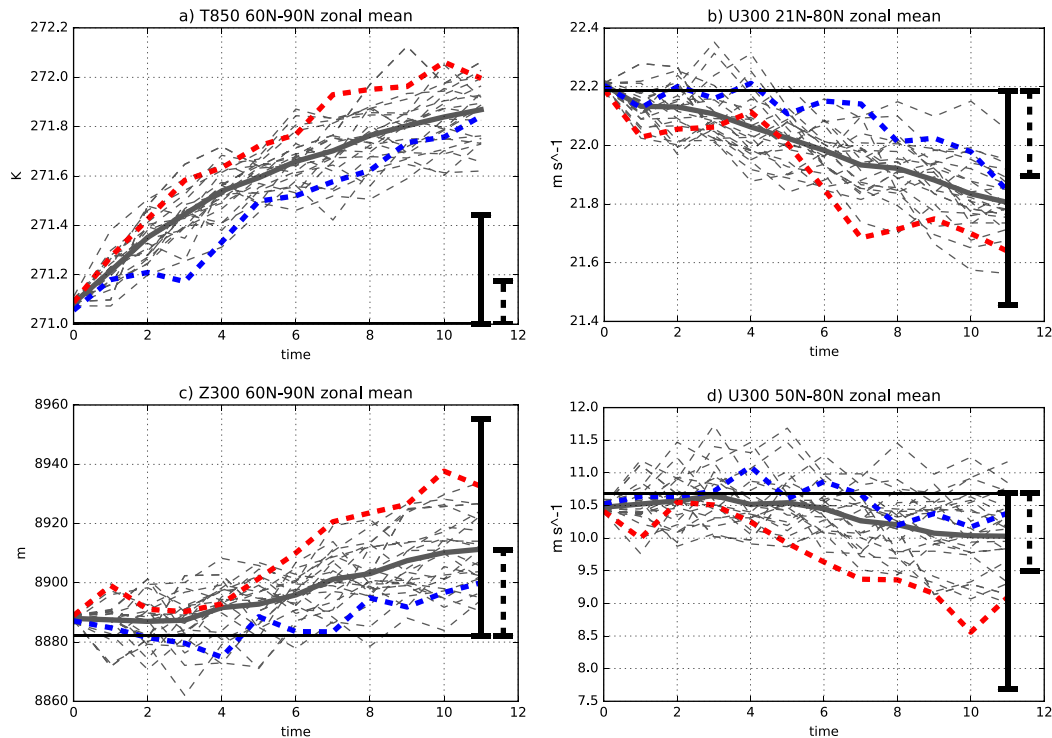 a) T850 60N-90N zonal mean
272.2
272.0
271.8
271.6
271.4
271.2
271.0
K
0 2 4 6 8 10 12
time
b) U300 21N-80N zonal mean
22.4
22.2
22.0
21.8
21.6
21.4
m s^-1
0 2 4 6 8 10 12
time
c) Z300 60N-90N zonal mean
8960
8940
8920
8900
8880
8860
m
0 2 4 6 8 10 12
time
d) U300 50N-80N zonal mean
12.0
11.5
11.0
10.5
10.0
9.5
9.0
8.5
8.0
7.5
m s^-1
0 2 4 6 8 10 12
time